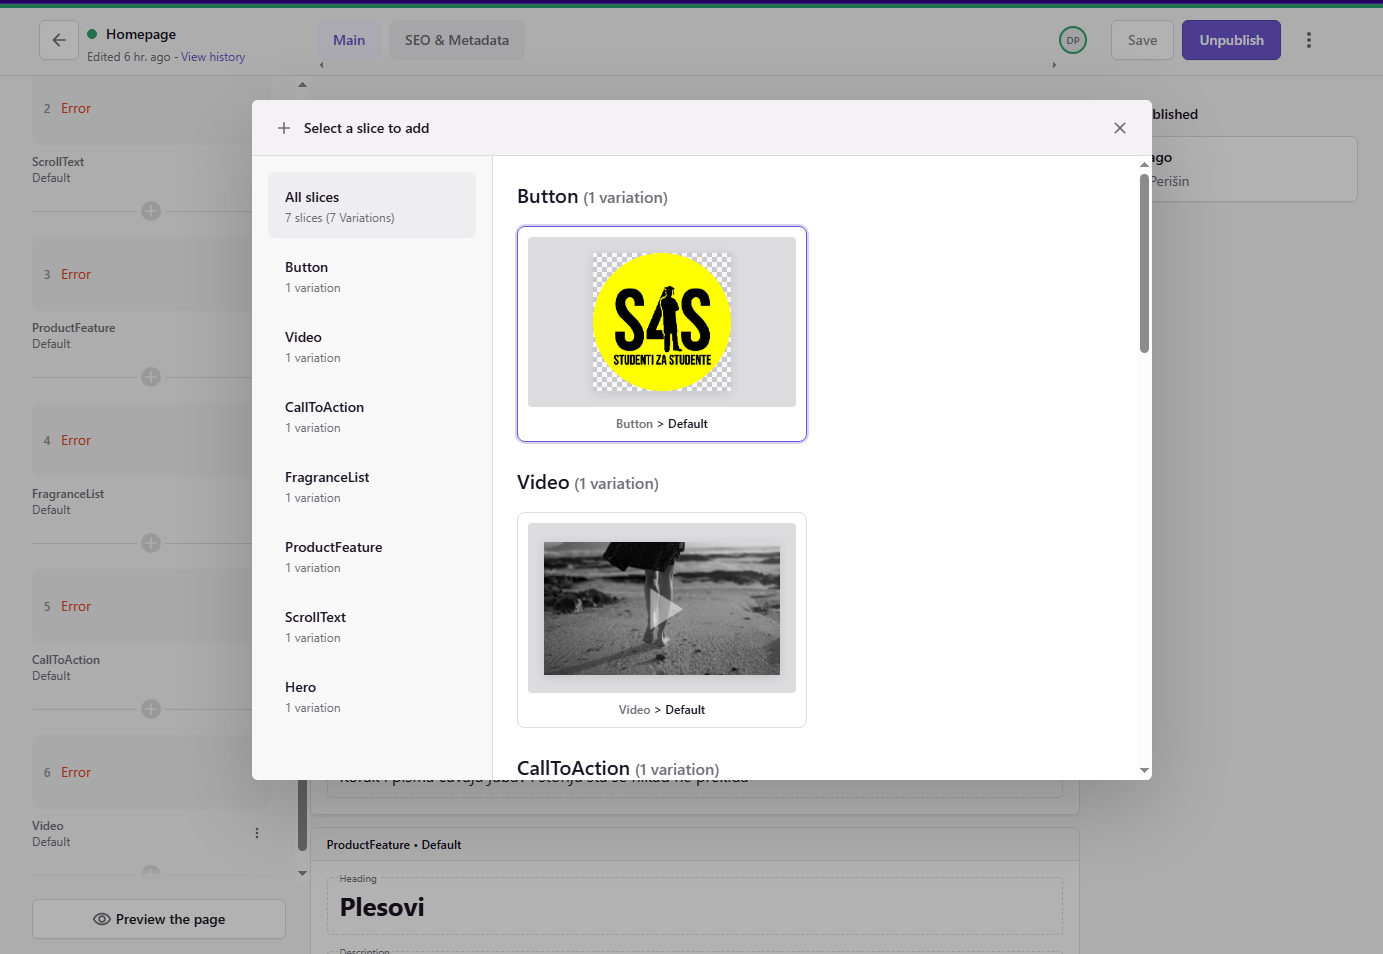 Homepage
Edited 6 hr. ago - View history
Main
SEO & Metadata
DP
Save
Unpublish
2 Error
ScrollText
Default
3 Error
ProductFeature
Default
4 Error
FragranceList
Default
5 Error
CallToAction
Default
6 Error
Video
Default
Preview the page
Select a slice to add
All slices
7 slices (7 Variations)
Button
1 variation
Video
1 variation
CallToAction
1 variation
FragranceList
1 variation
ProductFeature
1 variation
ScrollText
1 variation
Hero
1 variation
Button (1 variation)
S4S
STUDENTI ZA STUDENTE
Button > Default
Video (1 variation)
Video > Default
CallToAction (1 variation)
blished
ago
Perišin
ProductFeature • Default
Heading
Plesovi
Description